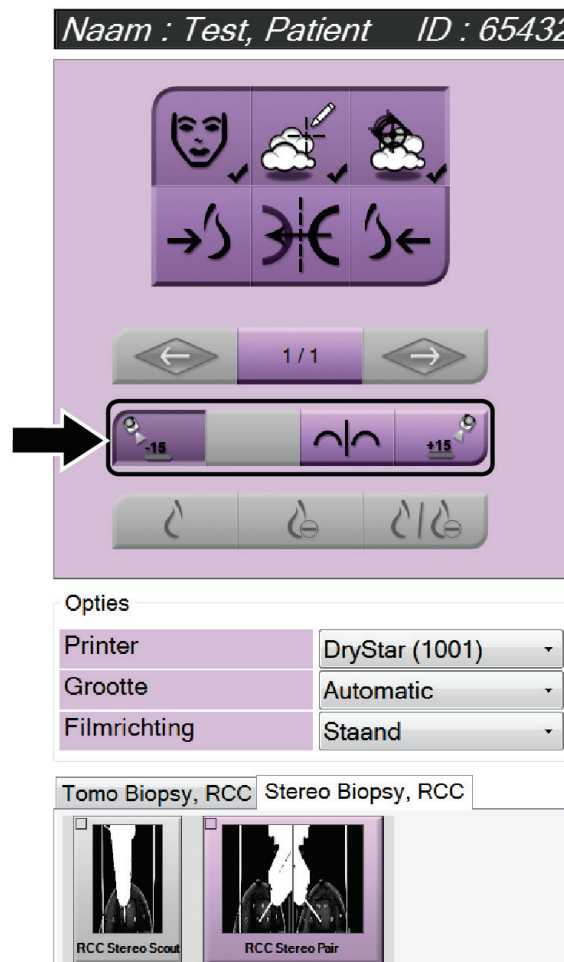 Naam : Test, Patient ID : 65432
1 / 1
-15 +15
Opties
Printer DryStar (1001)
Grootte Automatic
Filmrichting Staand
Tomo Biopsy, RCC Stereo Biopsy, RCC
RCC Stereo Scout RCC Stereo Pair